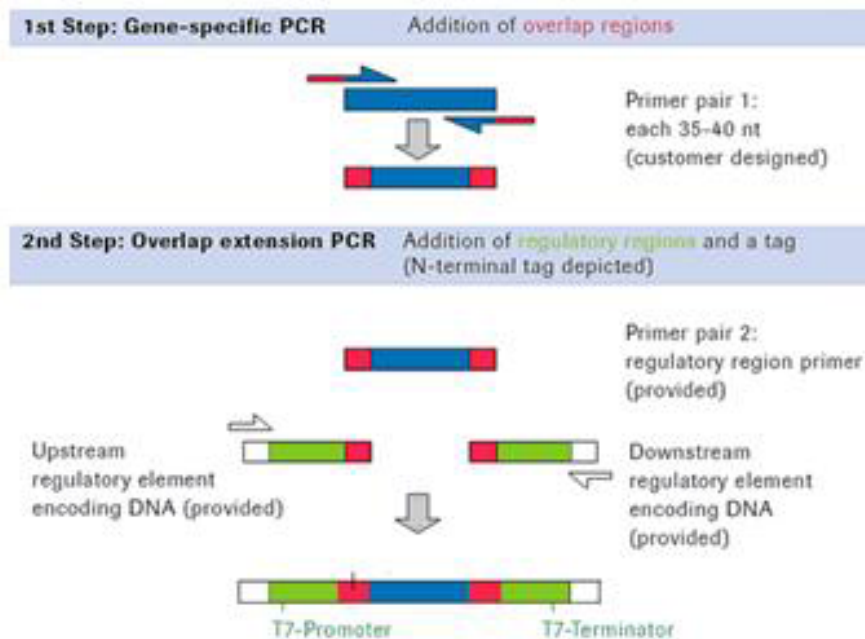 1st Step: Gene-specific PCR
Addition of overlap regions
Primer pair 1:
each 35-40 nt
(customer designed)
2nd Step: Overlap extension PCR
Addition of regulatory regions and a tag
(N-terminal tag depicted)
Primer pair 2:
regulatory region primer
(provided)
Upstream
regulatory element
encoding DNA (provided)
Downstream
regulatory element
encoding DNA
(provided)
T7-Promoter
T7-Terminator